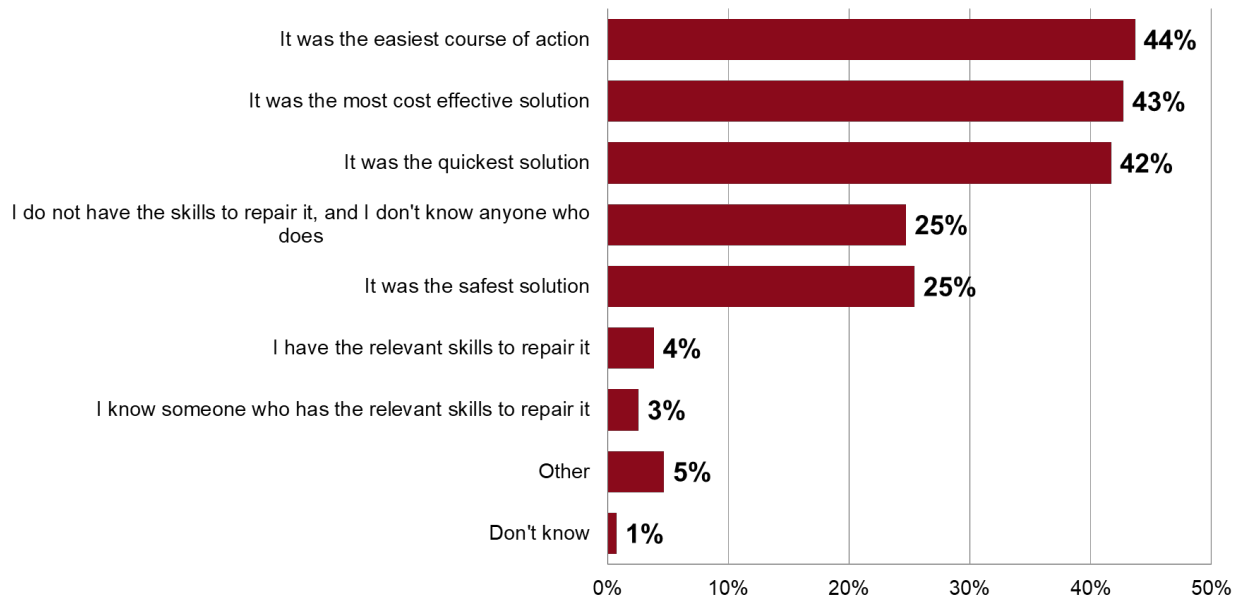 It was the easiest course of action 44%
It was the most cost effective solution 43%
It was the quickest solution 42%
I do not have the skills to repair it, and I don't know anyone who
does 25%
It was the safest solution 25%
I have the relevant skills to repair it 4%
I know someone who has the relevant skills to repair it 3%
Other 5%
Don't know 1%
0% 10% 20% 30% 40% 50%